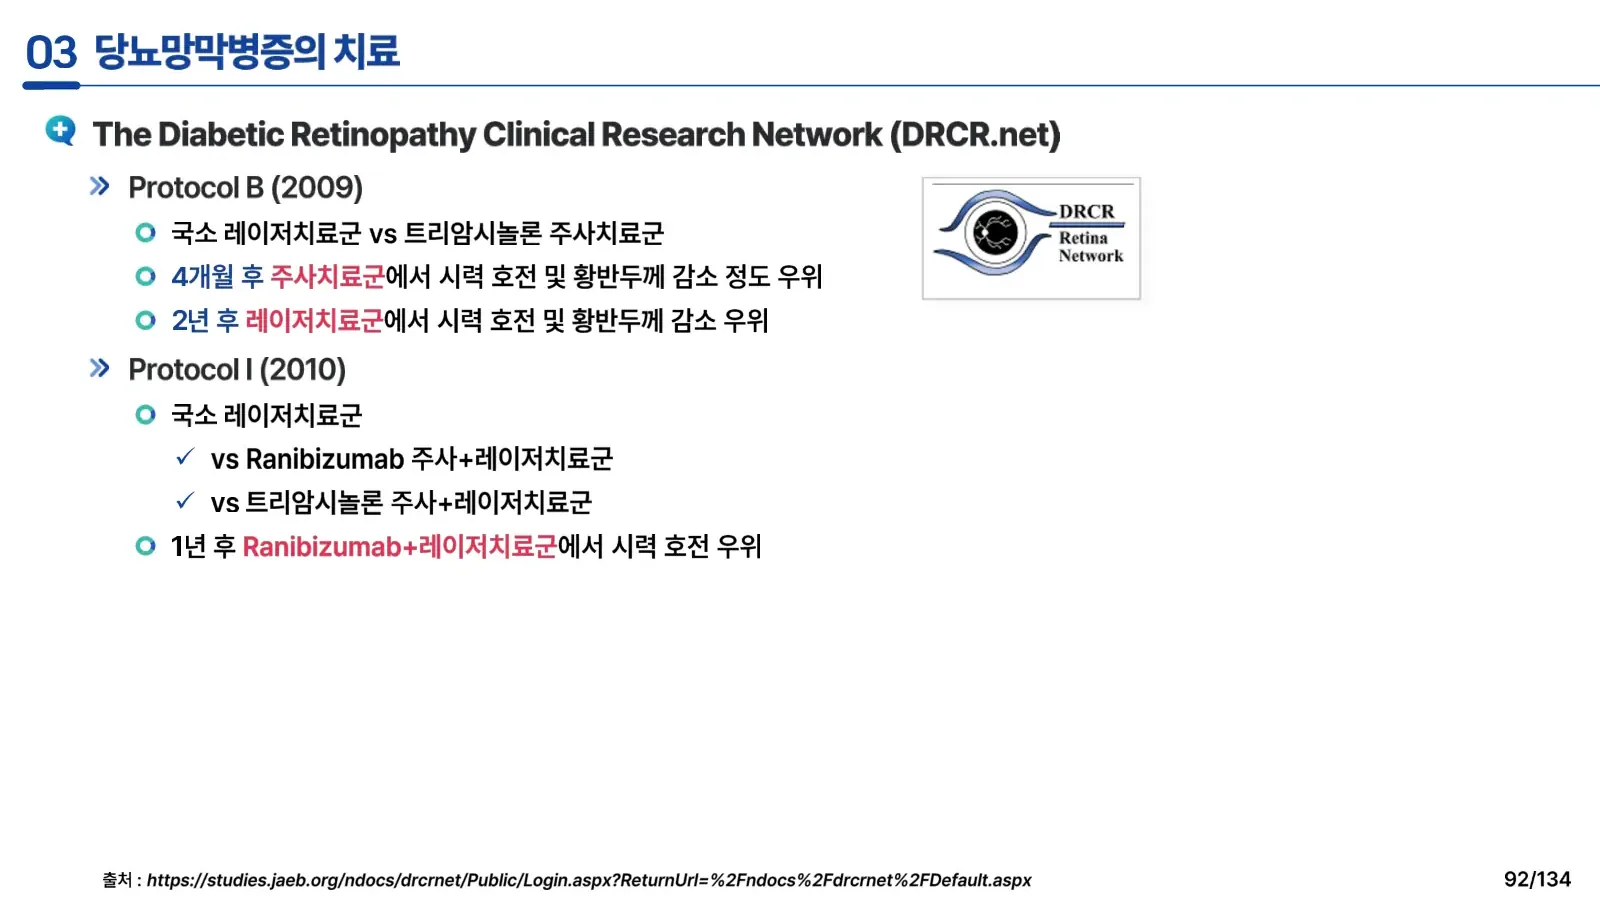 03 당뇨망막병증의 치료
The Diabetic Retinopathy Clinical Research Network (DRCR.net)
Protocol B (2009)
국소 레이저치료군 vs 트리암시놀론 주사치료군
4개월 후 주사치료군에서 시력 호전 및 황반두께 감소 정도 우위
2년 후 레이저치료군에서 시력 호전 및 황반두께 감소 우위
DRCR
Retina
Network
Protocol I (2010)
국소 레이저치료군
vs Ranibizumab 주사+레이저치료군
vs 트리암시놀론 주사+레이저치료군
1년 후 Ranibizumab+레이저치료군에서 시력 호전 우위
출처 : https://studies.jaeb.org/ndocs/drcrnet/Public/Login.aspx?ReturnUrl=%2Fndocs%2Fdrcrnet%2FDefault.aspx
92/134